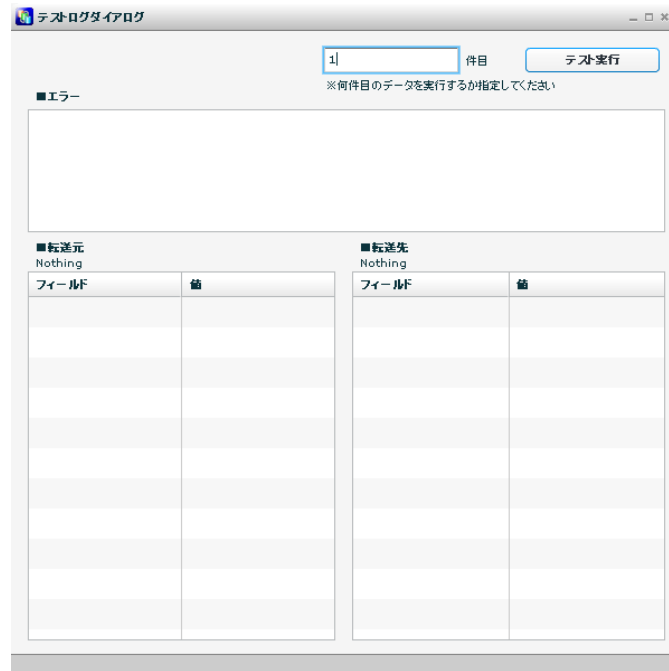 テストログダイアログ
1 件目 テスト実行
※何件目のデータを実行するか指定してください
■エラー
■転送元 ■転送先
Nothing Nothing
フィールド 値 フィールド 値